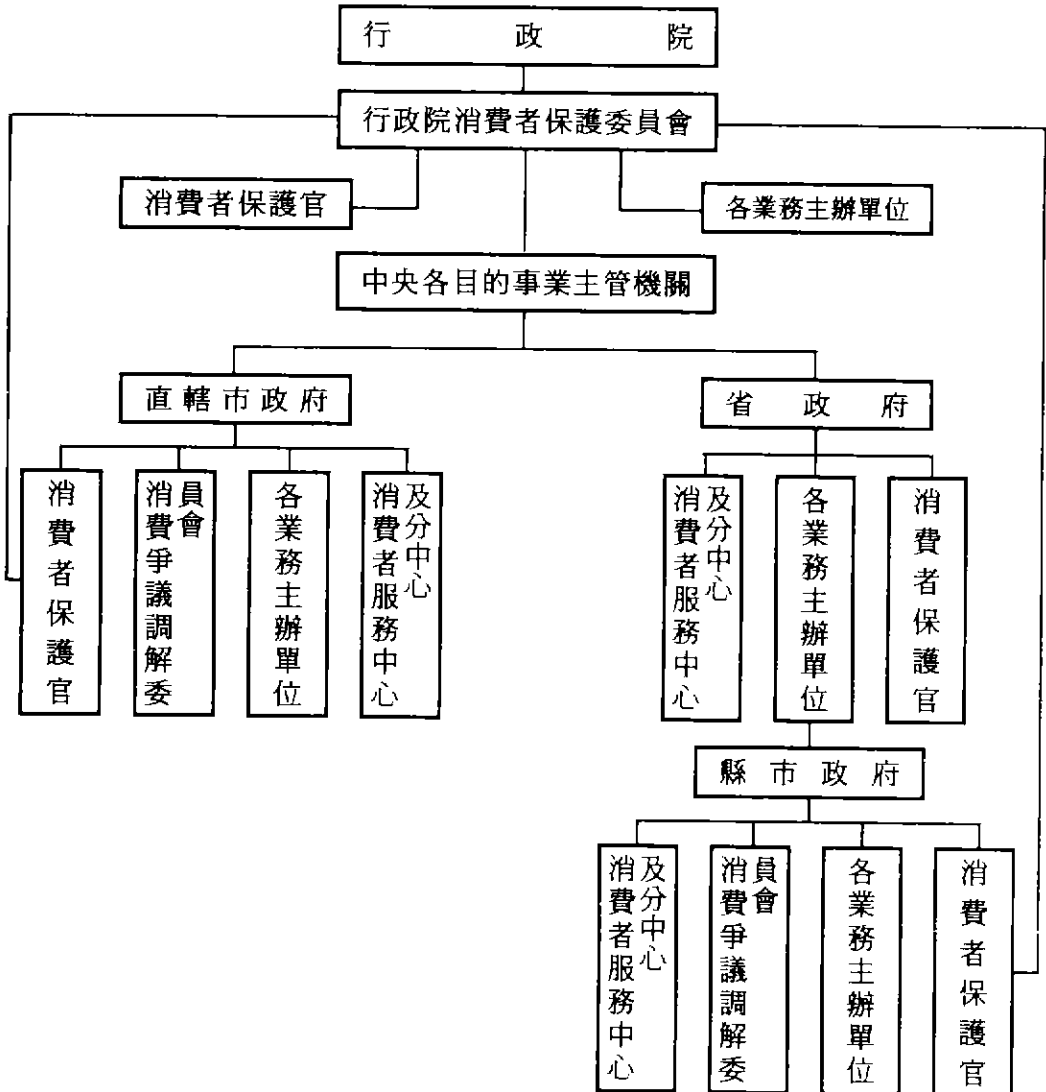 行政院
行政院消費者保護委員會
消費者保護官
各業務主辦單位
中央各目的事業主管機關
直轄市政府
省政府
消費者保護官
消費爭議調解委
員會
各業務主辦單位
消費者服務中心
及分中心
消費者服務中心
及分中心
各業務主辦單位
消費者保護官
縣市政府
消費者服務中心
及分中心
消費爭議調解委
員會
各業務主辦單位
消費者保護官